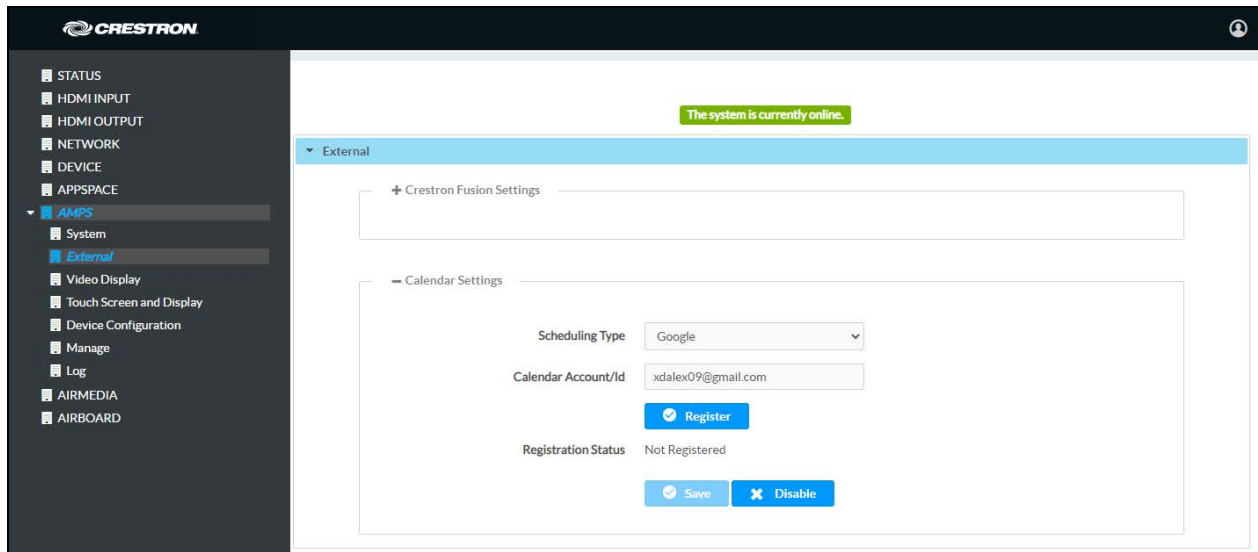 CRESTRON
STATUS
HDMI INPUT
HDMI OUTPUT
NETWORK
DEVICE
APPSPACE
AMPS
System
External
Video Display
Touch Screen and Display
Device Configuration
Manage
Log
AIRMEDIA
AIRBOARD
The system is currently online.
External
Crestron Fusion Settings
Calendar Settings
Scheduling Type Google
Calendar Account/Id xdalex09@gmail.com
Register
Registration Status Not Registered
Save Disable